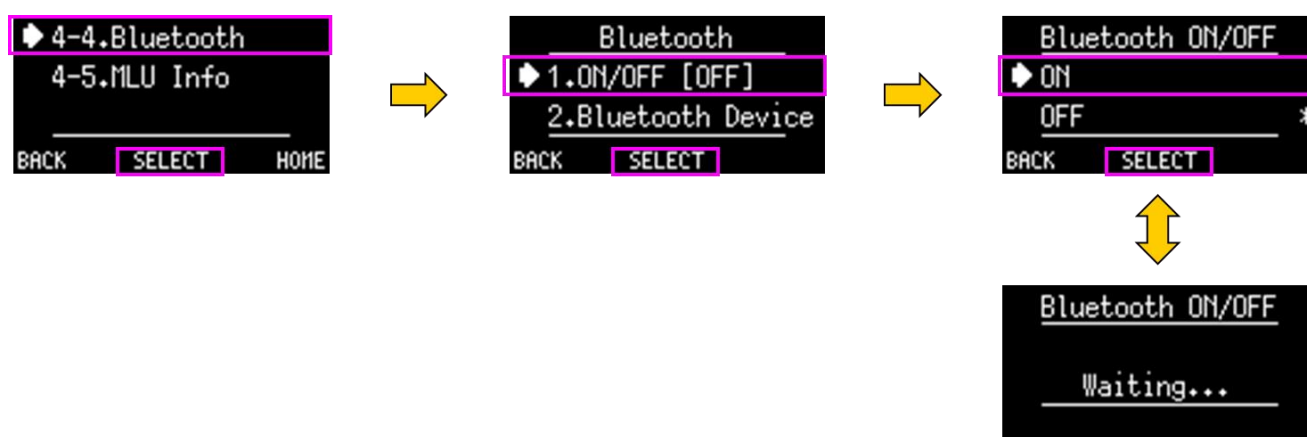 4-4.Bluetooth
4-5.MLU Info
BACK SELECT HOME
Bluetooth
1.ON/OFF [OFF]
2.Bluetooth Device
BACK SELECT
Bluetooth ON/OFF
ON
OFF *
BACK SELECT
Bluetooth ON/OFF
Waiting...